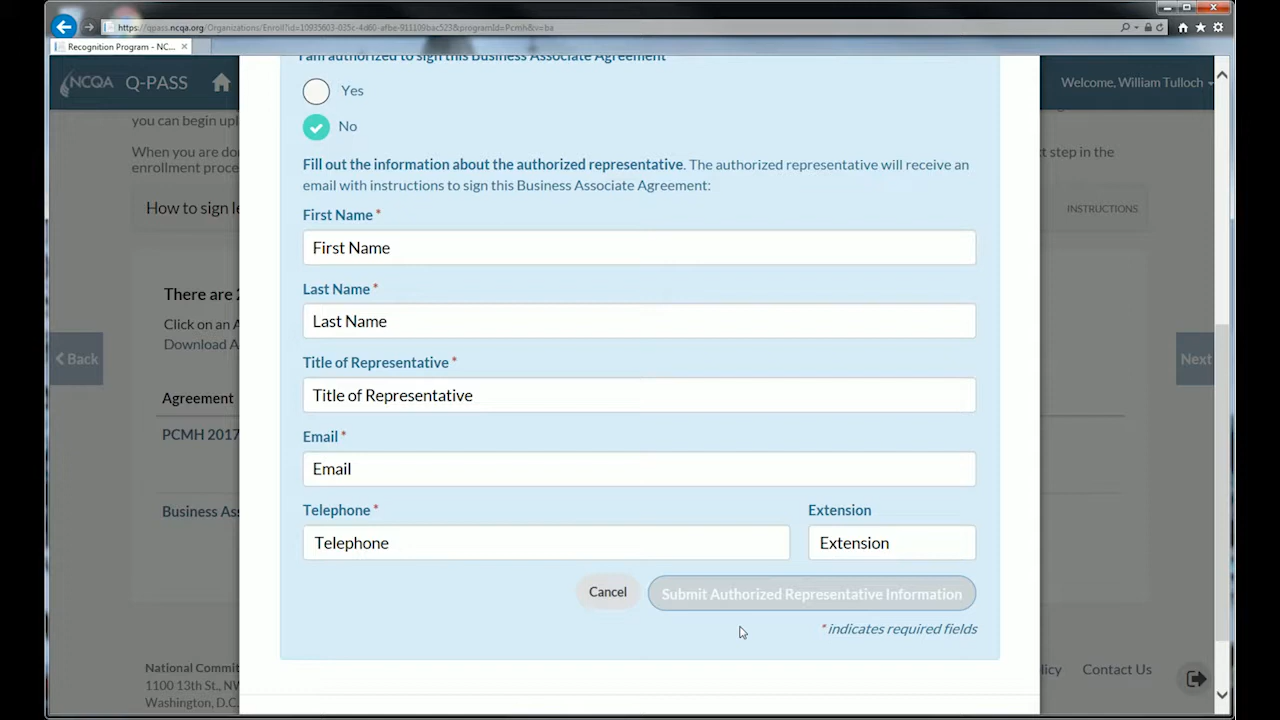 https://qpass.ncqa.org/Organizations/Enroll?id=10935603-035c-4d60-afbe-911109bac523&programId=Pcmh&v=ba
Recognition Program - NC... ×
NCQA Q-PASS
Welcome, William Tulloch
I am authorized to sign this Business Associate Agreement
you can begin upl
Yes
No
When you are do
t step in the
enrollment proce
Fill out the information about the authorized representative. The authorized representative will receive an
email with instructions to sign this Business Associate Agreement:
How to sign le
INSTRUCTIONS
First Name *
First Name
Last Name *
There are 2
Last Name
Click on an A
Download A
Back
Next
Title of Representative *
Title of Representative
Agreement
PCMH 2017
Email *
Email
Telephone *
Extension
Business Ass
Telephone
Extension
Cancel
Submit Authorized Representative Information
* indicates required fields
National Commit
olicy
Contact Us
1100 13th St., NW
Washington, D.C.